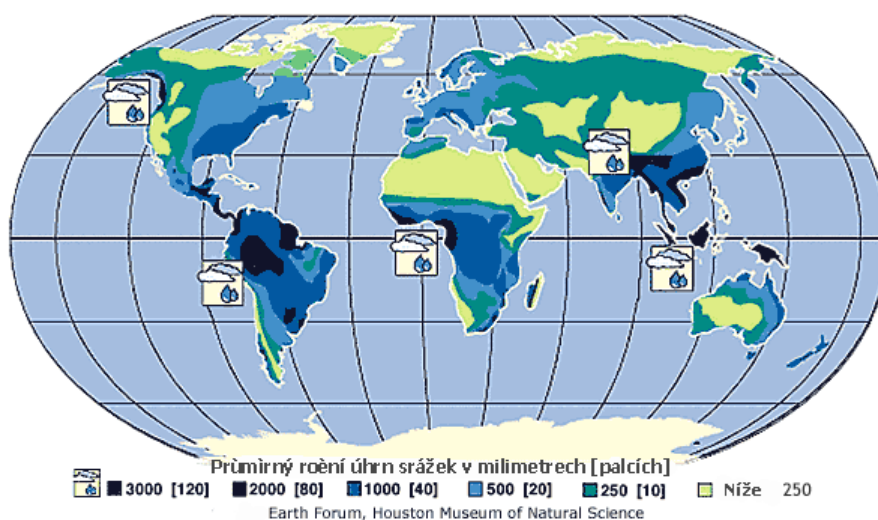 Prùmìrný roèní úhrn srážek v milimetrech [palcích]
3000 [120] 2000 [80] 1000 [40] 500 [20] 250 [10] Níže 250
Earth Forum, Houston Museum of Natural Science